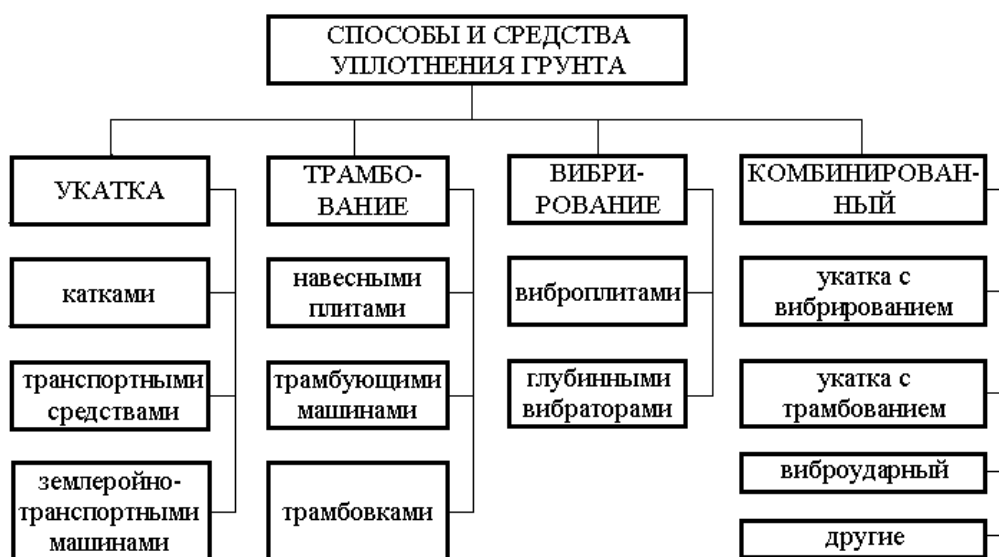 СПОСОБЫ И СРЕДСТВА
УПЛОТНЕНИЯ ГРУНТА
УКАТКА
катками
транспортными
средствами
землеройно-
транспортными
машинами
ТРАМБО-
ВАНИЕ
навесными
плитами
трамбующими
машинами
трамбовками
ВИБРИ-
РОВАНИЕ
виброплитами
глубинными
вибраторами
КОМБИНИРОВАН-
НЫЙ
укатка с
вибрированием
укатка с
трамбованием
виброударный
другие